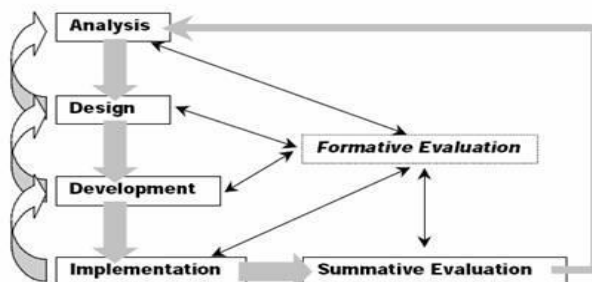 Analysis
Design
Formative Evaluation
Development
Implementation
Summative Evaluation